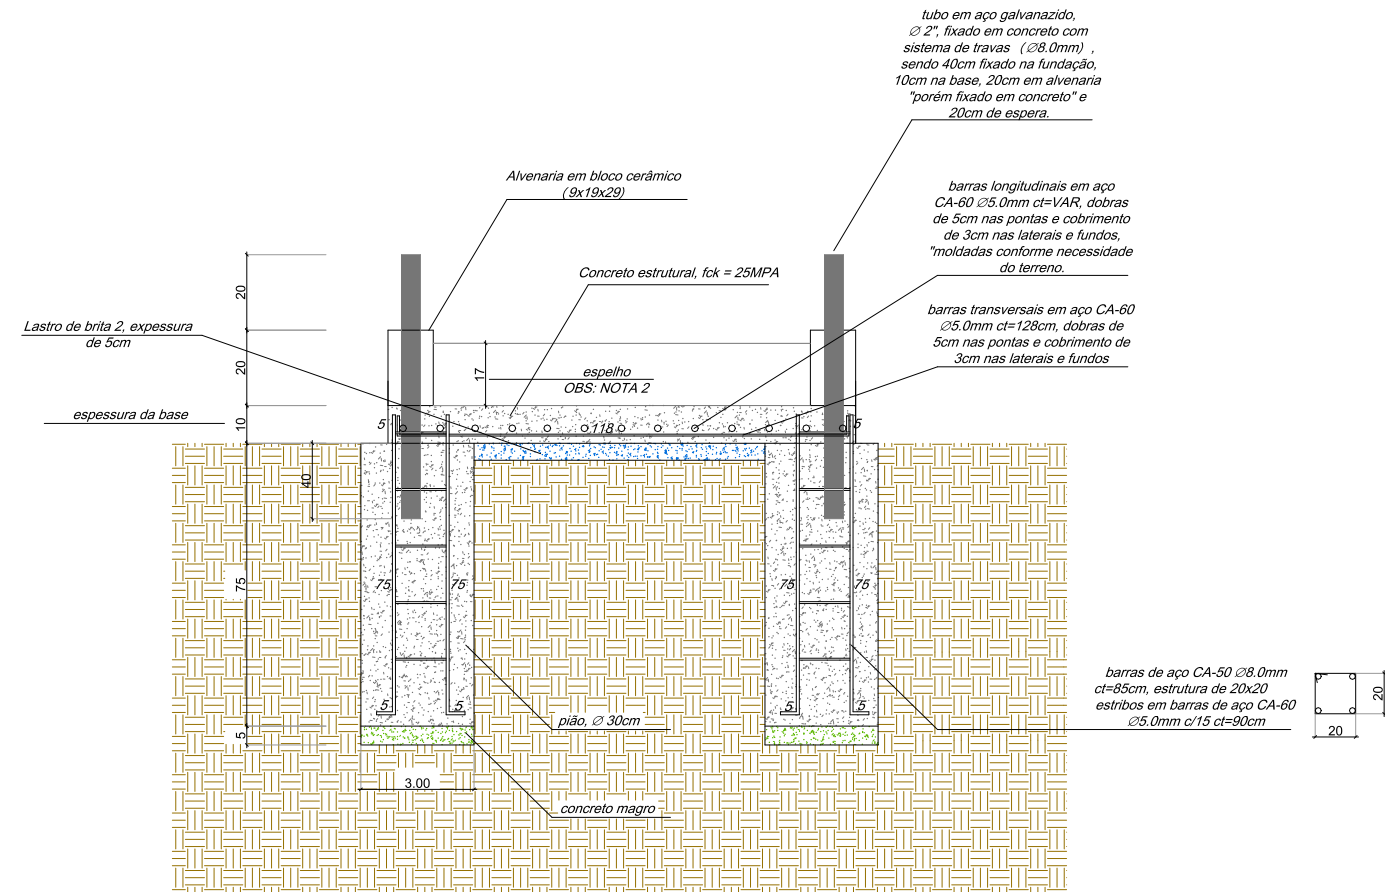 tubo em aço galvanazido,
∅ 2", fixado em concreto com
sistema de travas (∅8.0mm) ,
sendo 40cm fixado na fundação,
10cm na base, 20cm em alvenaria
"porém fixado em concreto" e
20cm de espera.
Alvenaria em bloco cerâmico
(9x19x29)
barras longitudinais em aço
CA-60 ∅5.0mm ct=VAR, dobras
de 5cm nas pontas e cobrimento
de 3cm nas laterais e fundos,
"moldadas conforme necessidade
do terreno.
Concreto estrutural, fck = 25MPA
barras transversais em aço CA-60
∅5.0mm ct=128cm, dobras de
5cm nas pontas e cobrimento de
3cm nas laterais e fundos
Lastro de brita 2, expessura
de 5cm
20
20
17
espelho
OBS: NOTA 2
espessura da base
10
5
118
5
40
75
75
75
75
75
5
5
5
5
5
barras de aço CA-50 ∅8.0mm
ct=85cm, estrutura de 20x20
estribos em barras de aço CA-60
∅5.0mm c/15 ct=90cm
20
20
pião, ∅ 30cm
3.00
concreto magro